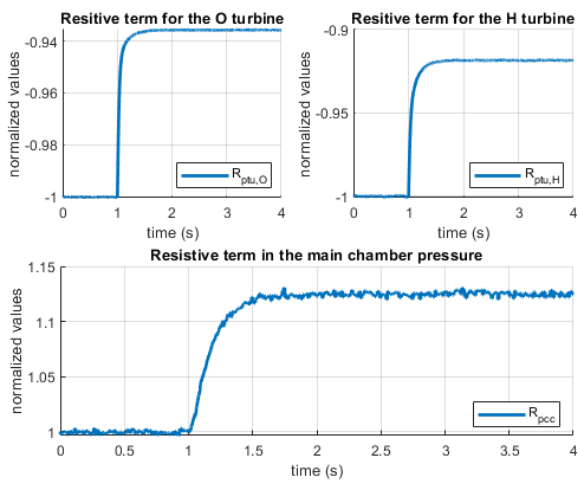 Resitive term for the O turbine
Resitive term for the H turbine
normalized values
-0.94
-0.96
-0.98
-1
R_ptu,O
0 1 2 3 4
time (s)
normalized values
-0.9
-0.95
-1
R_ptu,H
0 1 2 3 4
time (s)
Resistive term in the main chamber pressure
normalized values
1.15
1.1
1.05
1
R_pcc
0 0.5 1 1.5 2 2.5 3 3.5 4
time (s)